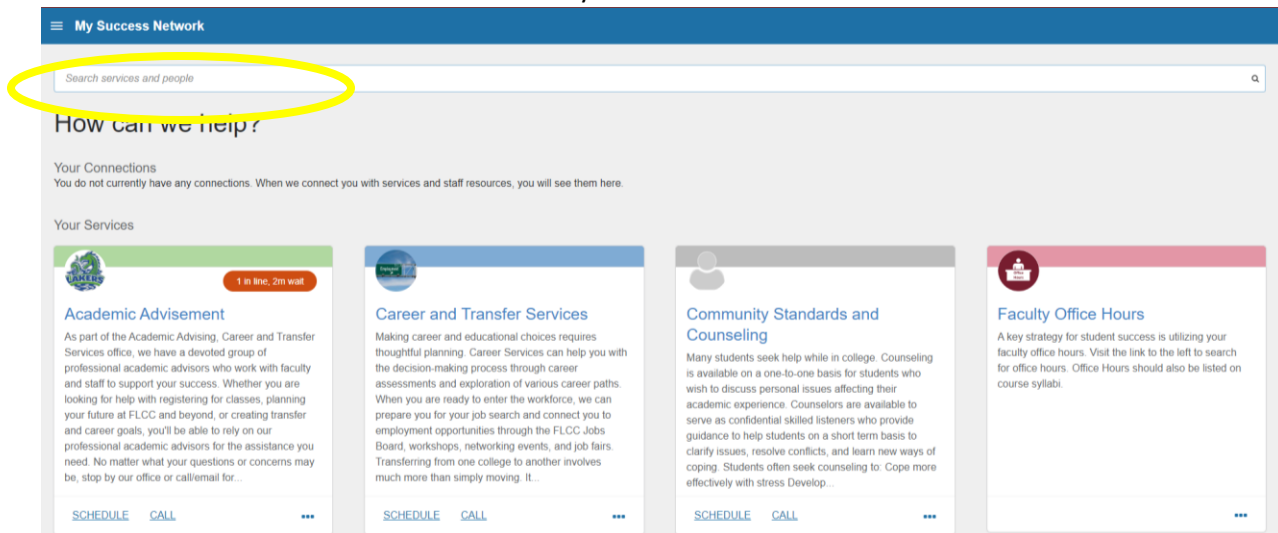 My Success Network
Search services and people
How can we help?
Your Connections
You do not currently have any connections. When we connect you with services and staff resources, you will see them here.
Your Services
LAKERS
1 in line, 2m wait
Academic Advisement
As part of the Academic Advising, Career and Transfer
Services office, we have a devoted group of
professional academic advisors who work with faculty
and staff to support your success. Whether you are
looking for help with registering for classes, planning
your future at FLCC and beyond, or creating transfer
and career goals, you'll be able to rely on our
professional academic advisors for the assistance you
need. No matter what your questions or concerns may
be, stop by our office or call/email for...
SCHEDULE CALL
Career and Transfer Services
Making career and educational choices requires
thoughtful planning. Career Services can help you with
the decision-making process through career
assessments and exploration of various career paths.
When you are ready to enter the workforce, we can
prepare you for your job search and connect you to
employment opportunities through the FLCC Jobs
Board, workshops, networking events, and job fairs.
Transferring from one college to another involves
much more than simply moving. It...
SCHEDULE CALL
Community Standards and
Counseling
Many students seek help while in college. Counseling
is available on a one-to-one basis for students who
wish to discuss personal issues affecting their
academic experience. Counselors are available to
serve as confidential skilled listeners who provide
guidance to help students on a short term basis to
clarify issues, resolve conflicts, and learn new ways of
coping. Students often seek counseling to: Cope more
effectively with stress Develop...
SCHEDULE CALL
Office
Hours
Faculty Office Hours
A key strategy for student success is utilizing your
faculty office hours. Visit the link to the left to search
for office hours. Office Hours should also be listed on
course syllabi.